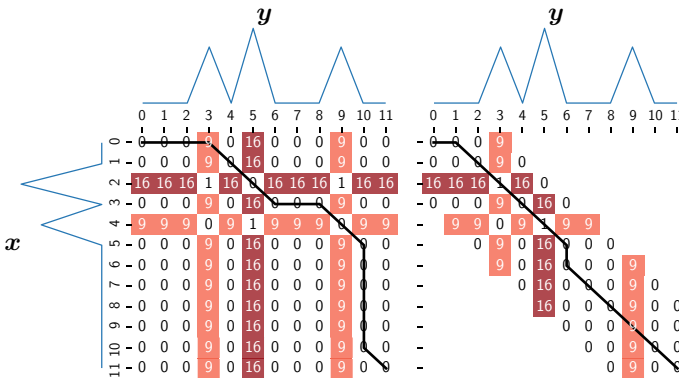 y y
0 1 2 3 4 5 6 7 8 9 10 11 0 1 2 3 4 5 6 7 8 9 10 11
0 0 0 0 9 0 16 0 0 0 9 0 0 0 0 0 9
1 0 0 0 9 0 16 0 0 0 9 0 0 0 0 0 9 0
2 16 16 16 1 16 0 16 16 16 1 16 16 16 16 16 1 16 0
3 0 0 0 9 0 16 0 0 0 9 0 0 0 0 0 9 0 16 0
4 9 9 9 0 9 1 9 9 9 0 9 9 9 9 0 9 1 9 9
x
5 0 0 0 9 0 16 0 0 0 9 0 0 0 9 0 16 0 0 0
6 0 0 0 9 0 16 0 0 0 9 0 0 9 0 16 0 0 0 9
7 0 0 0 9 0 16 0 0 0 9 0 0 0 16 0 0 0 9 0
8 0 0 0 9 0 16 0 0 0 9 0 0 16 0 0 0 9 0 0
9 0 0 0 9 0 16 0 0 0 9 0 0 0 0 0 9 0 0
10 0 0 0 9 0 16 0 0 0 9 0 0 0 0 9 0 0
11 0 0 0 9 0 16 0 0 0 9 0 0 0 9 0 0